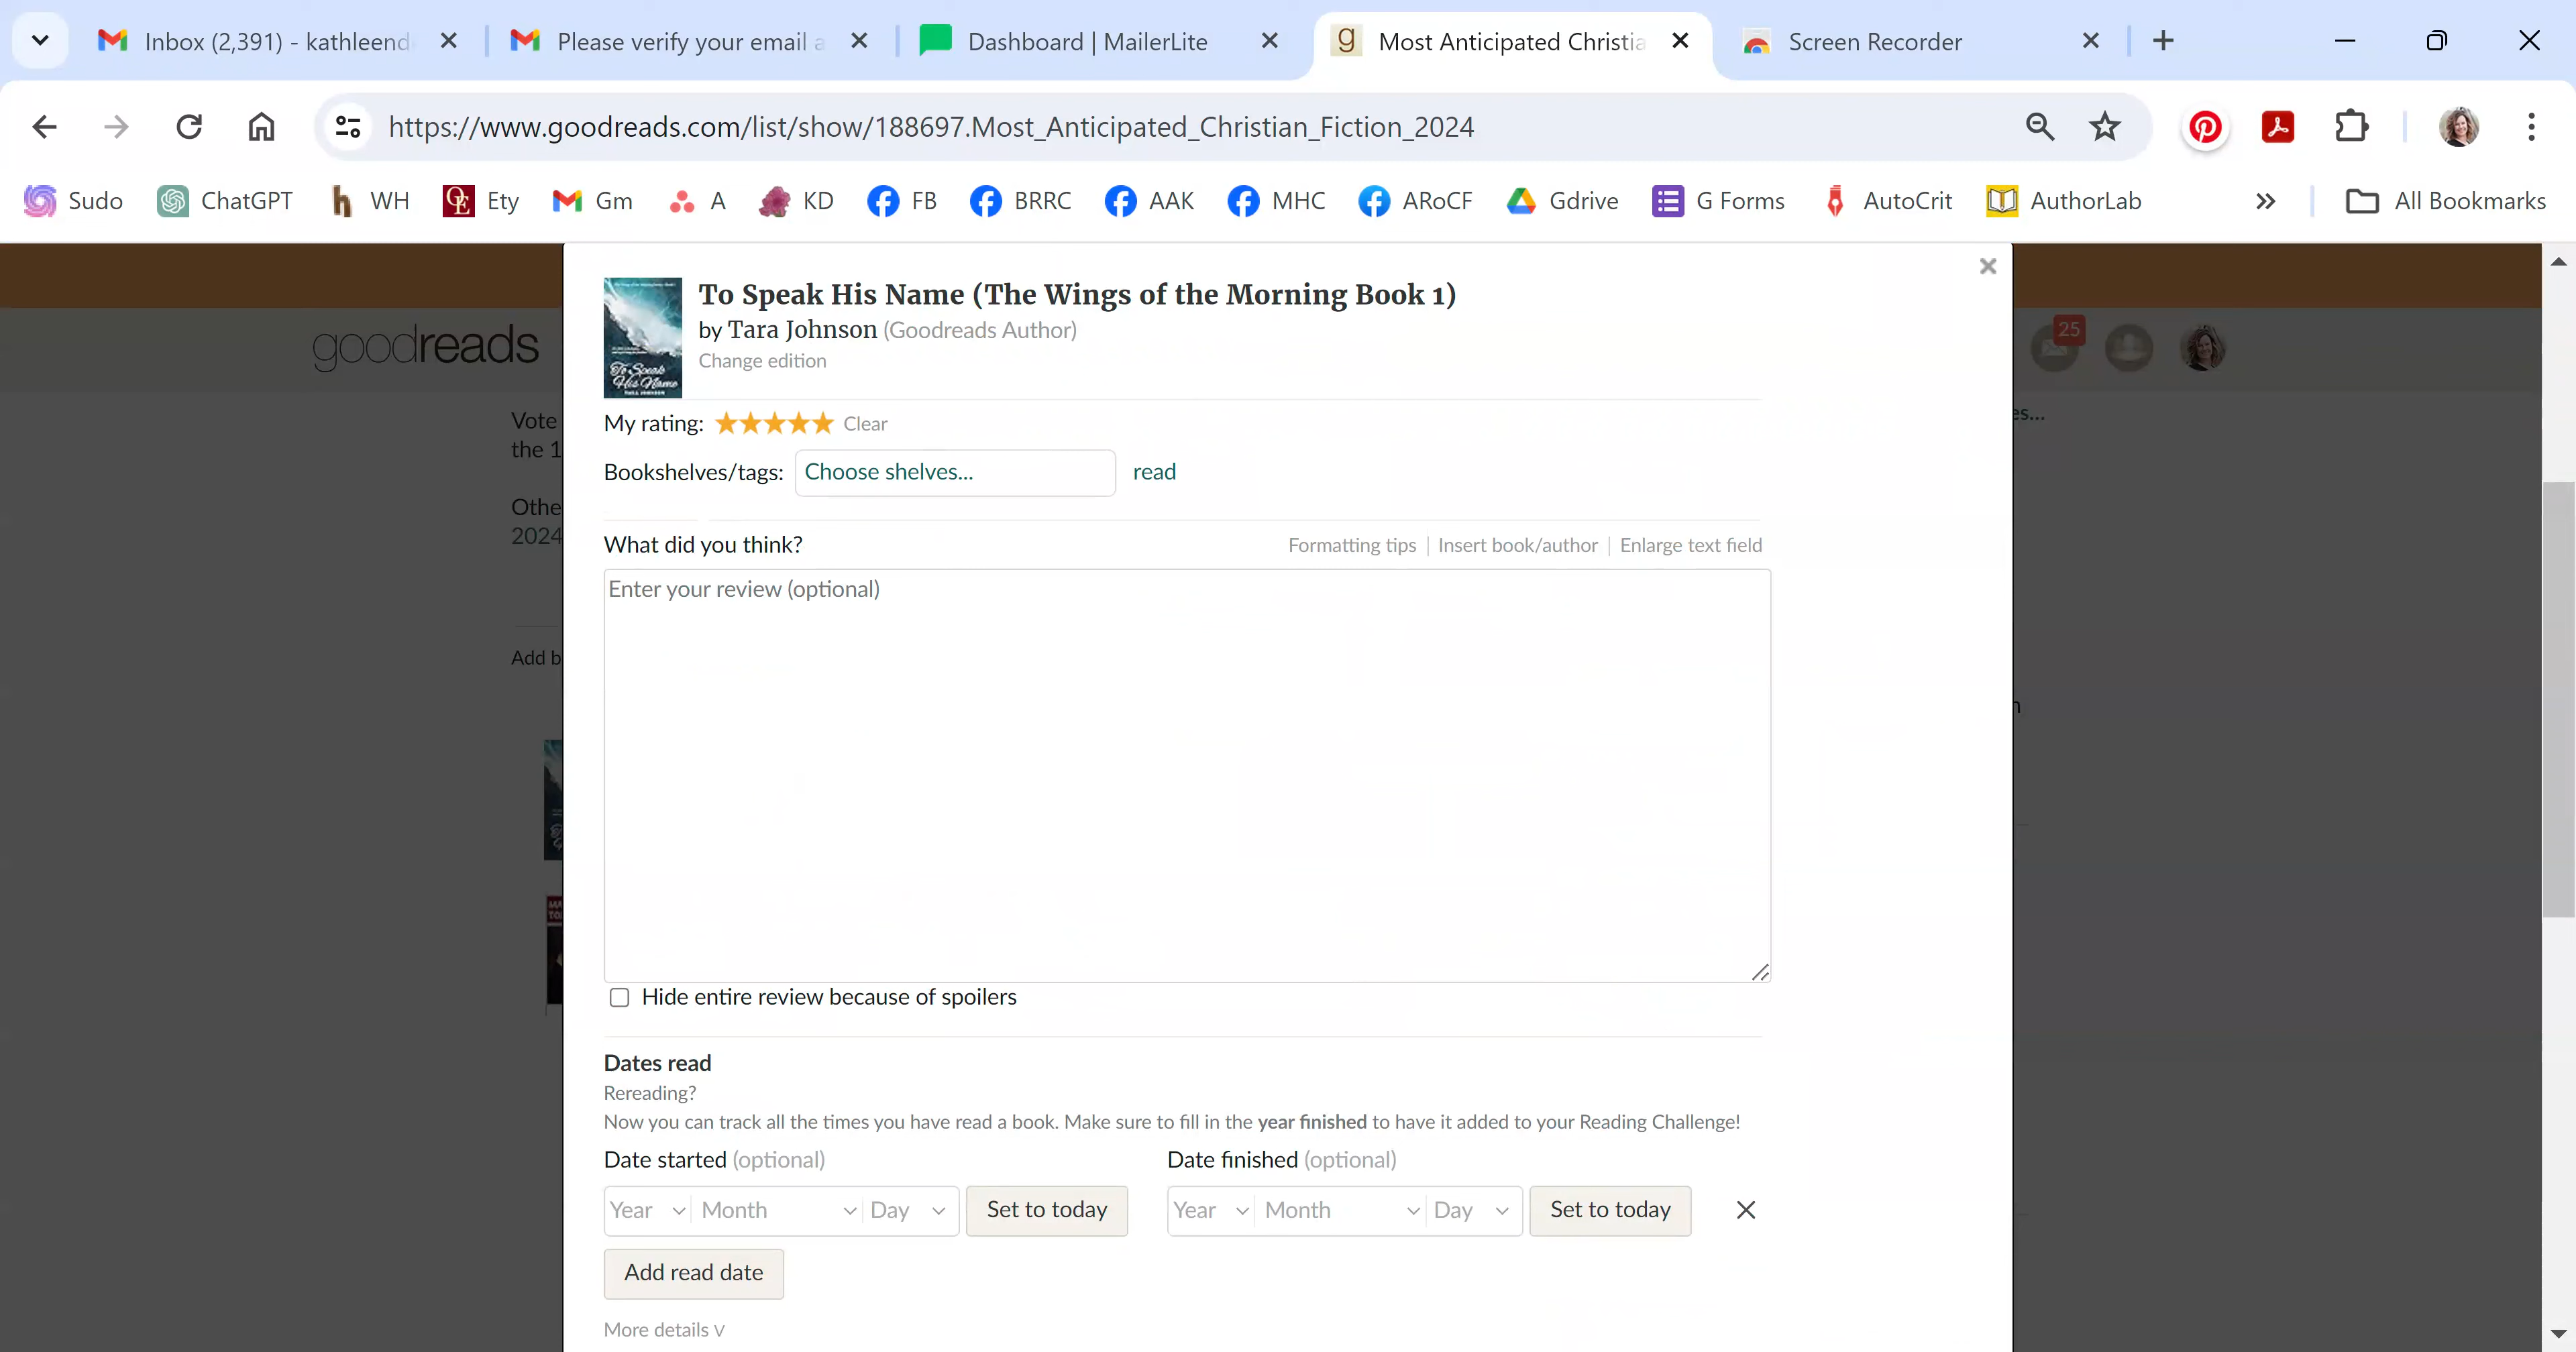 Inbox (2,391) - kathleend
Please verify your email a
Dashboard | MailerLite
Most Anticipated Christia
Screen Recorder
https://www.goodreads.com/list/show/188697.Most_Anticipated_Christian_Fiction_2024
Sudo
ChatGPT
WH
Ety
Gm
A
KD
FB
BRRC
AAK
MHC
ARoCF
Gdrive
G Forms
AutoCrit
AuthorLab
All Bookmarks
goodreads
25
To Speak His Name (The Wings of the Morning Book 1)
by Tara Johnson (Goodreads Author)
Change edition
To Speak
His Name
TARA JOHNSON
Vote
the 1
es...
My rating: Clear
Bookshelves/tags: Choose shelves... read
Othe
2024
What did you think? Formatting tips | Insert book/author | Enlarge text field
Enter your review (optional)
Add b
Hide entire review because of spoilers
Dates read
Rereading?
Now you can track all the times you have read a book. Make sure to fill in the year finished to have it added to your Reading Challenge!
Date started (optional) Date finished (optional)
Year Month Day Set to today Year Month Day Set to today
Add read date
More details V